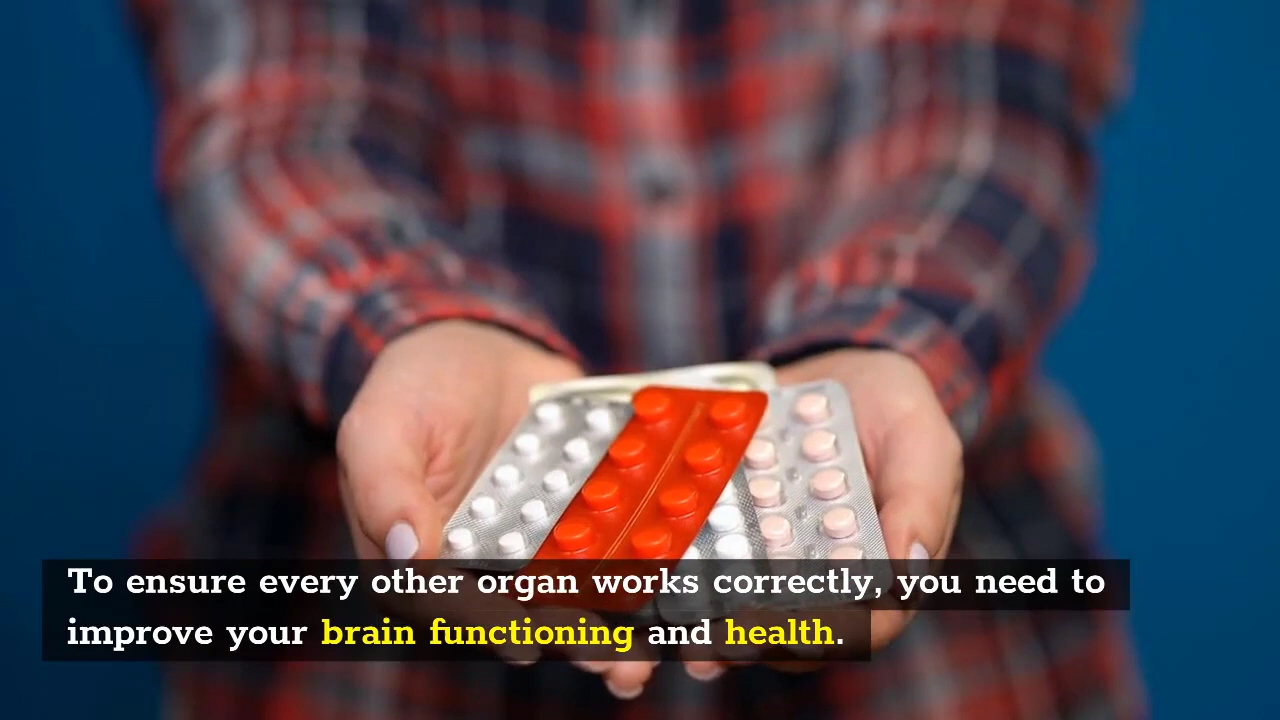 To ensure every other organ works correctly, you need to
improve your brain functioning and health.